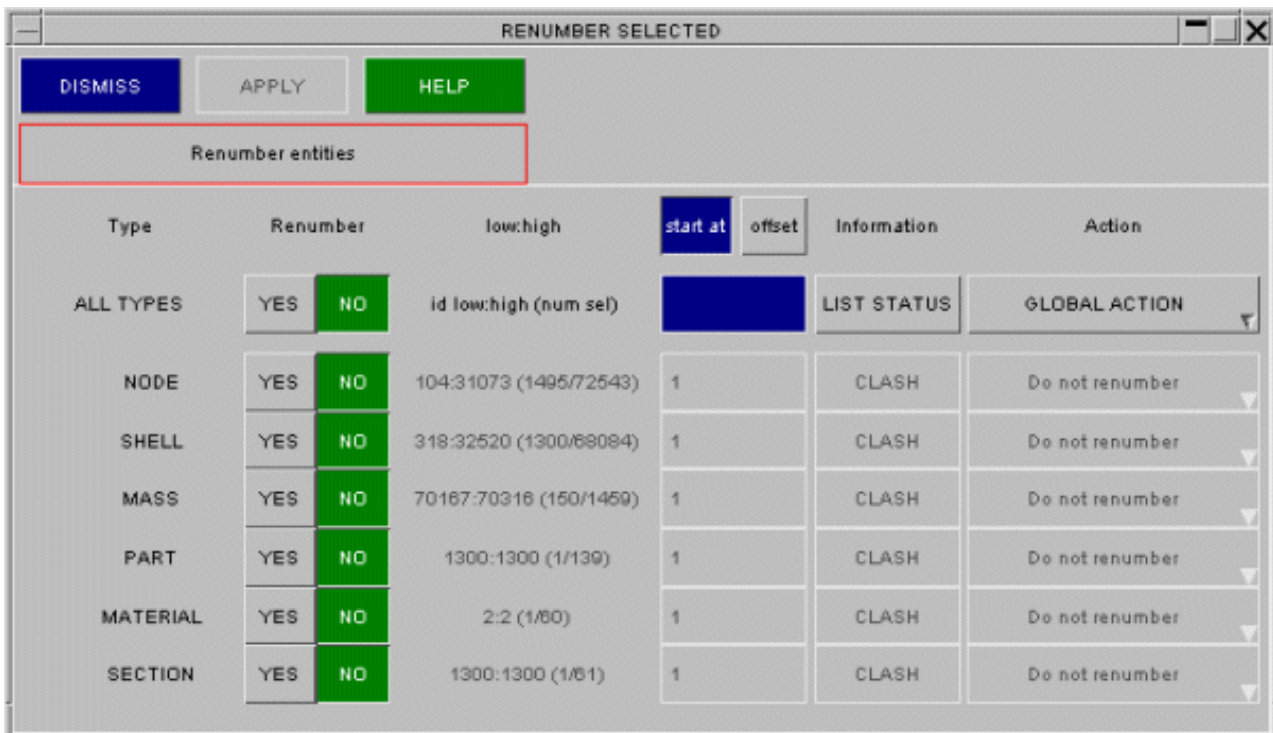 RENUMBER SELECTED
DISMISS APPLY HELP
Renumber entities
Type Renumber low:high start at offset Information Action
ALL TYPES YES NO id low:high (num sel) LIST STATUS GLOBAL ACTION
NODE YES NO 104:31073 (1495/72543) 1 CLASH Do not renumber
SHELL YES NO 318:32520 (1300/68084) 1 CLASH Do not renumber
MASS YES NO 70167:70316 (150/1459) 1 CLASH Do not renumber
PART YES NO 1300:1300 (1/139) 1 CLASH Do not renumber
MATERIAL YES NO 2:2 (1/60) 1 CLASH Do not renumber
SECTION YES NO 1300:1300 (1/61) 1 CLASH Do not renumber